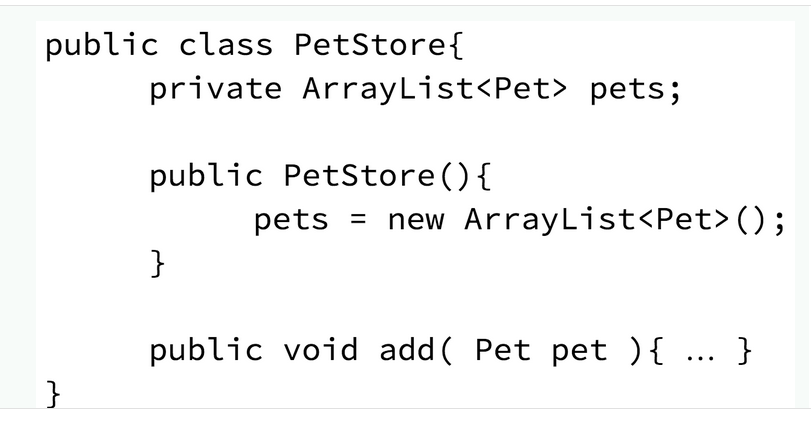 public class PetStore{
private ArrayList<Pet> pets;
public PetStore(){
pets = new ArrayList<Pet>();
}
public void add( Pet pet ){ … }
}